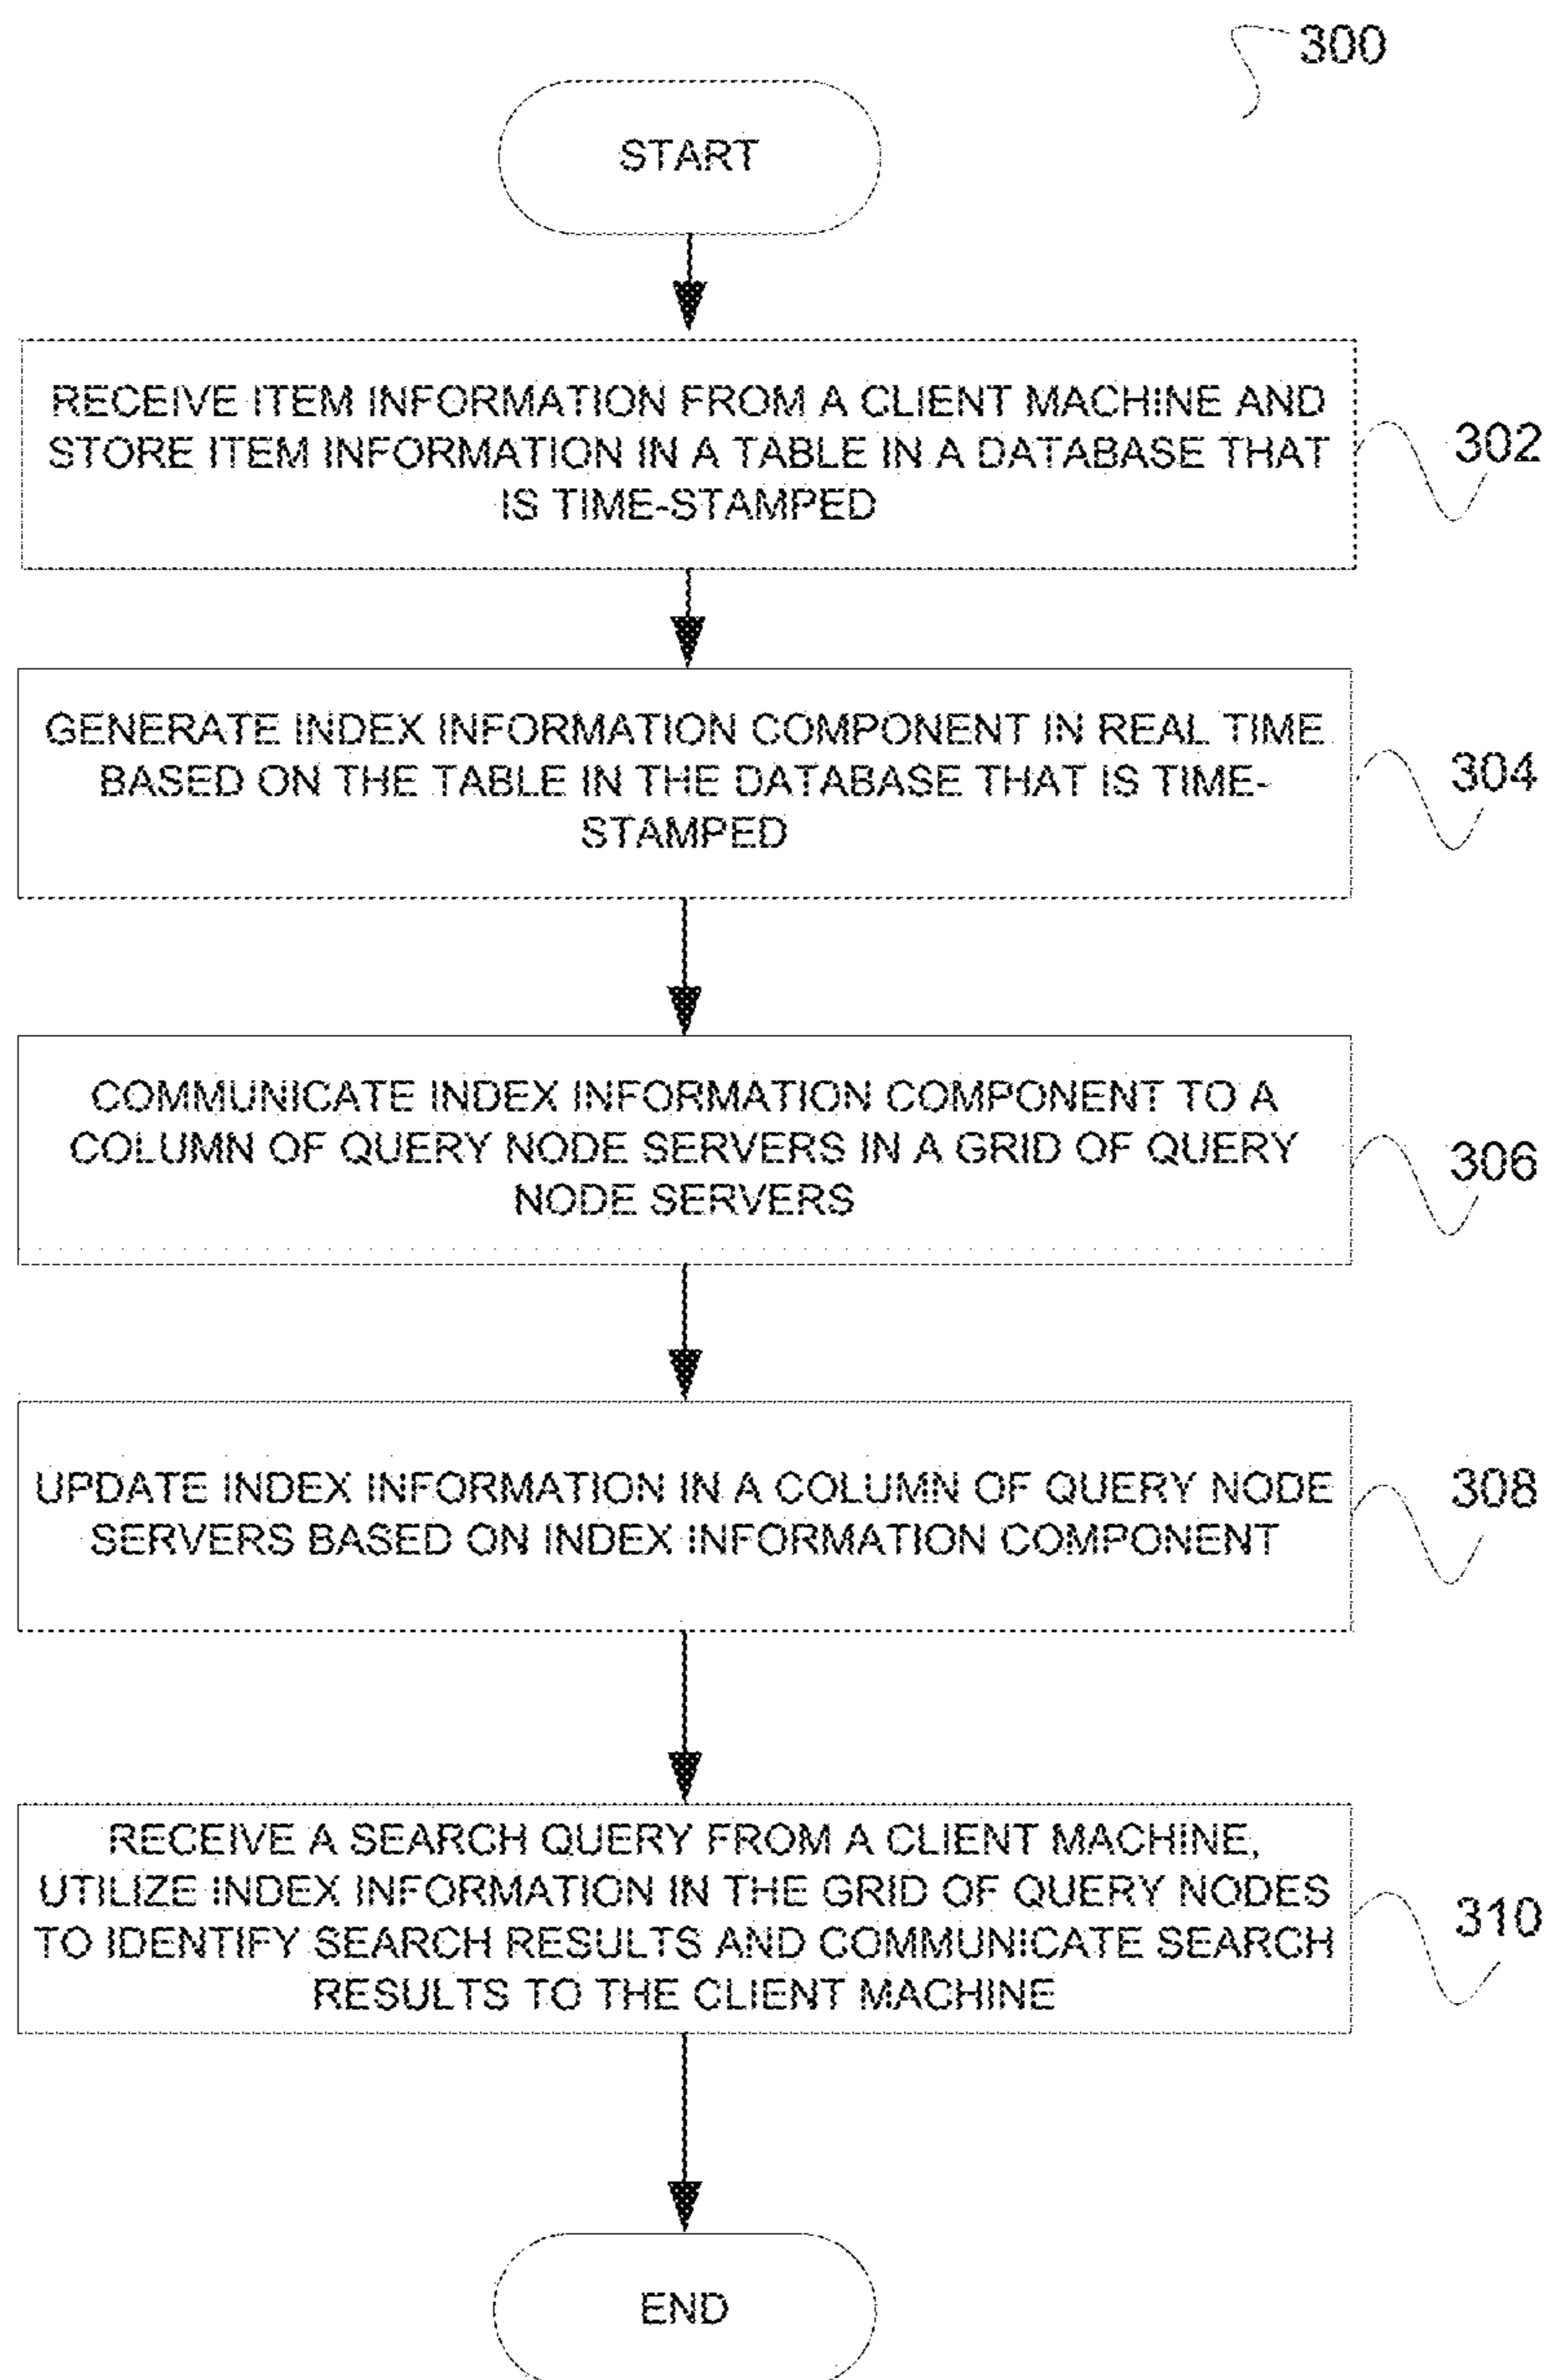 300
START
RECEIVE ITEM INFORMATION FROM A CLIENT MACHINE AND
STORE ITEM INFORMATION IN A TABLE IN A DATABASE THAT
IS TIME-STAMPED
302
GENERATE INDEX INFORMATION COMPONENT IN REAL TIME
BASED ON THE TABLE IN THE DATABASE THAT IS TIME-
STAMPED
304
COMMUNICATE INDEX INFORMATION COMPONENT TO A
COLUMN OF QUERY NODE SERVERS IN A GRID OF QUERY
NODE SERVERS
306
UPDATE INDEX INFORMATION IN A COLUMN OF QUERY NODE
SERVERS BASED ON INDEX INFORMATION COMPONENT
308
RECEIVE A SEARCH QUERY FROM A CLIENT MACHINE,
UTILIZE INDEX INFORMATION IN THE GRID OF QUERY NODES
TO IDENTIFY SEARCH RESULTS AND COMMUNICATE SEARCH
RESULTS TO THE CLIENT MACHINE
310
END